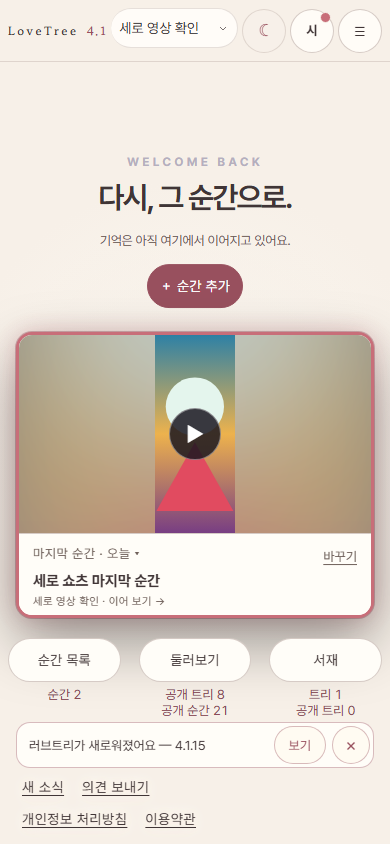 LoveTree 4.1
세로 영상 확인
시
WELCOME BACK
다시, 그 순간으로.
기억은 아직 여기에서 이어지고 있어요.
+ 순간 추가
마지막 순간 · 오늘
바꾸기
세로 쇼츠 마지막 순간
세로 영상 확인 · 이어 보기 →
순간 목록
둘러보기
서재
순간 2
공개 트리 8
트리 1
공개 순간 21
공개 트리 0
러브트리가 새로워졌어요 — 4.1.15
보기
×
새 소식
의견 보내기
개인정보 처리방침
이용약관